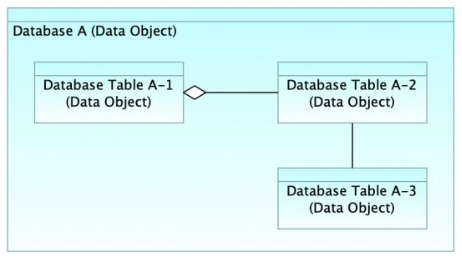 Database A (Data Object)
Database Table A-1
(Data Object)
Database Table A-2
(Data Object)
Database Table A-3
(Data Object)